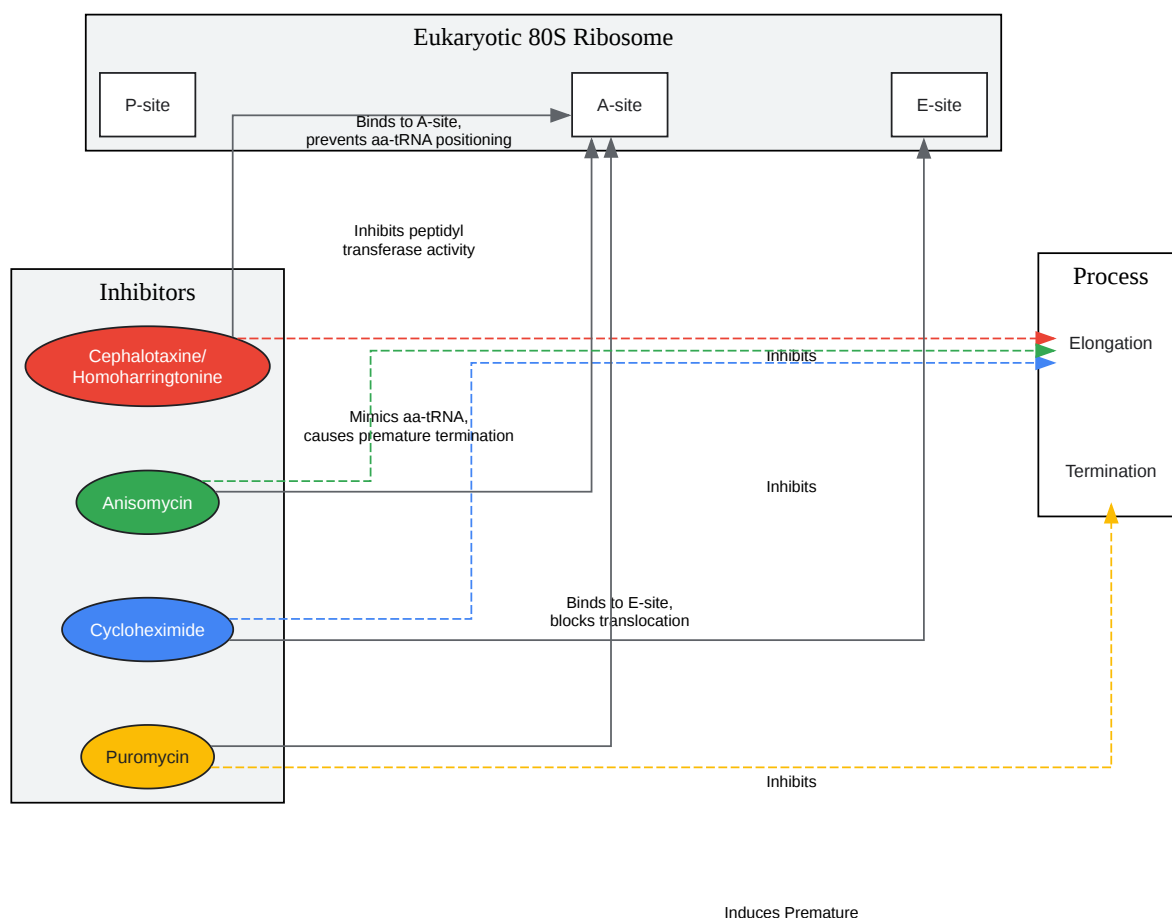 Eukaryotic 80S Ribosome
P-site
A-site
E-site
Binds to A-site,
prevents aa-tRNA positioning
Inhibits peptidyl
transferase activity
Inhibitors
Process
Cephalotaxine/
Homoharringtonine
Elongation
Inhibits
Mimics aa-tRNA,
causes premature termination
Termination
Inhibits
Anisomycin
Binds to E-site,
blocks translocation
Cycloheximide
Puromycin
Inhibits
Induces Premature